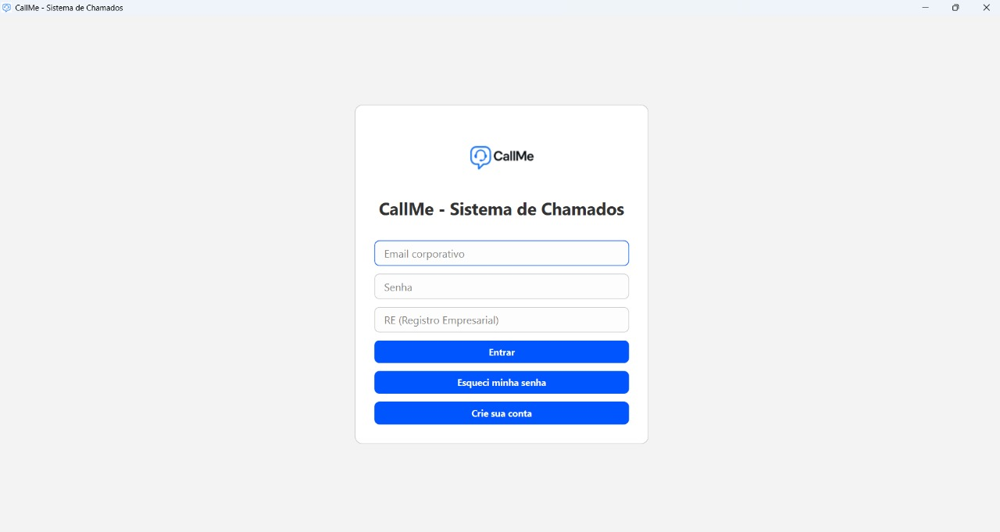 CallMe - Sistema de Chamados
CallMe
CallMe - Sistema de Chamados
Email corporativo
Senha
RE (Registro Empresarial)
Entrar
Esqueci minha senha
Crie sua conta